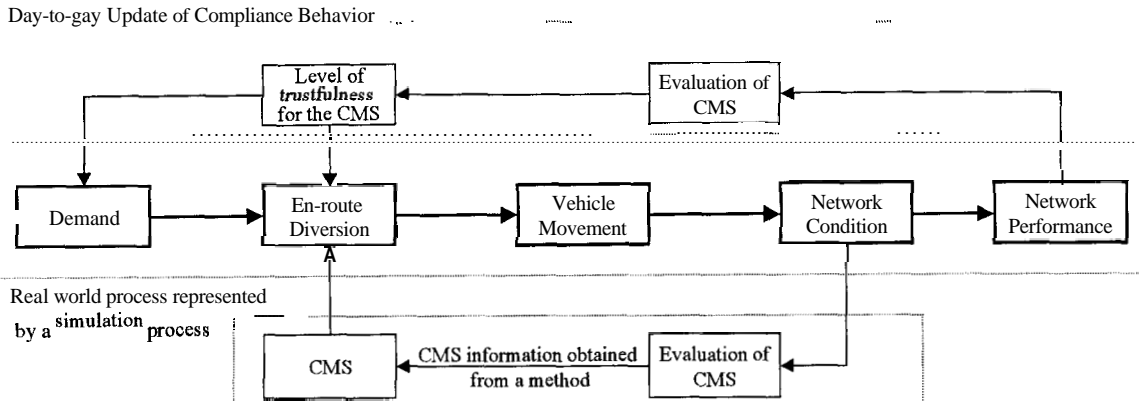 Day-to-gay Update of Compliance Behavior
Level of
trustfulness
for the CMS
Evaluation of
CMS
Demand
En-route
Diversion
Vehicle
Movement
Network
Condition
Network
Performance
Real world process represented
by a simulation process
CMS
CMS information obtained
from a method
Evaluation of
CMS